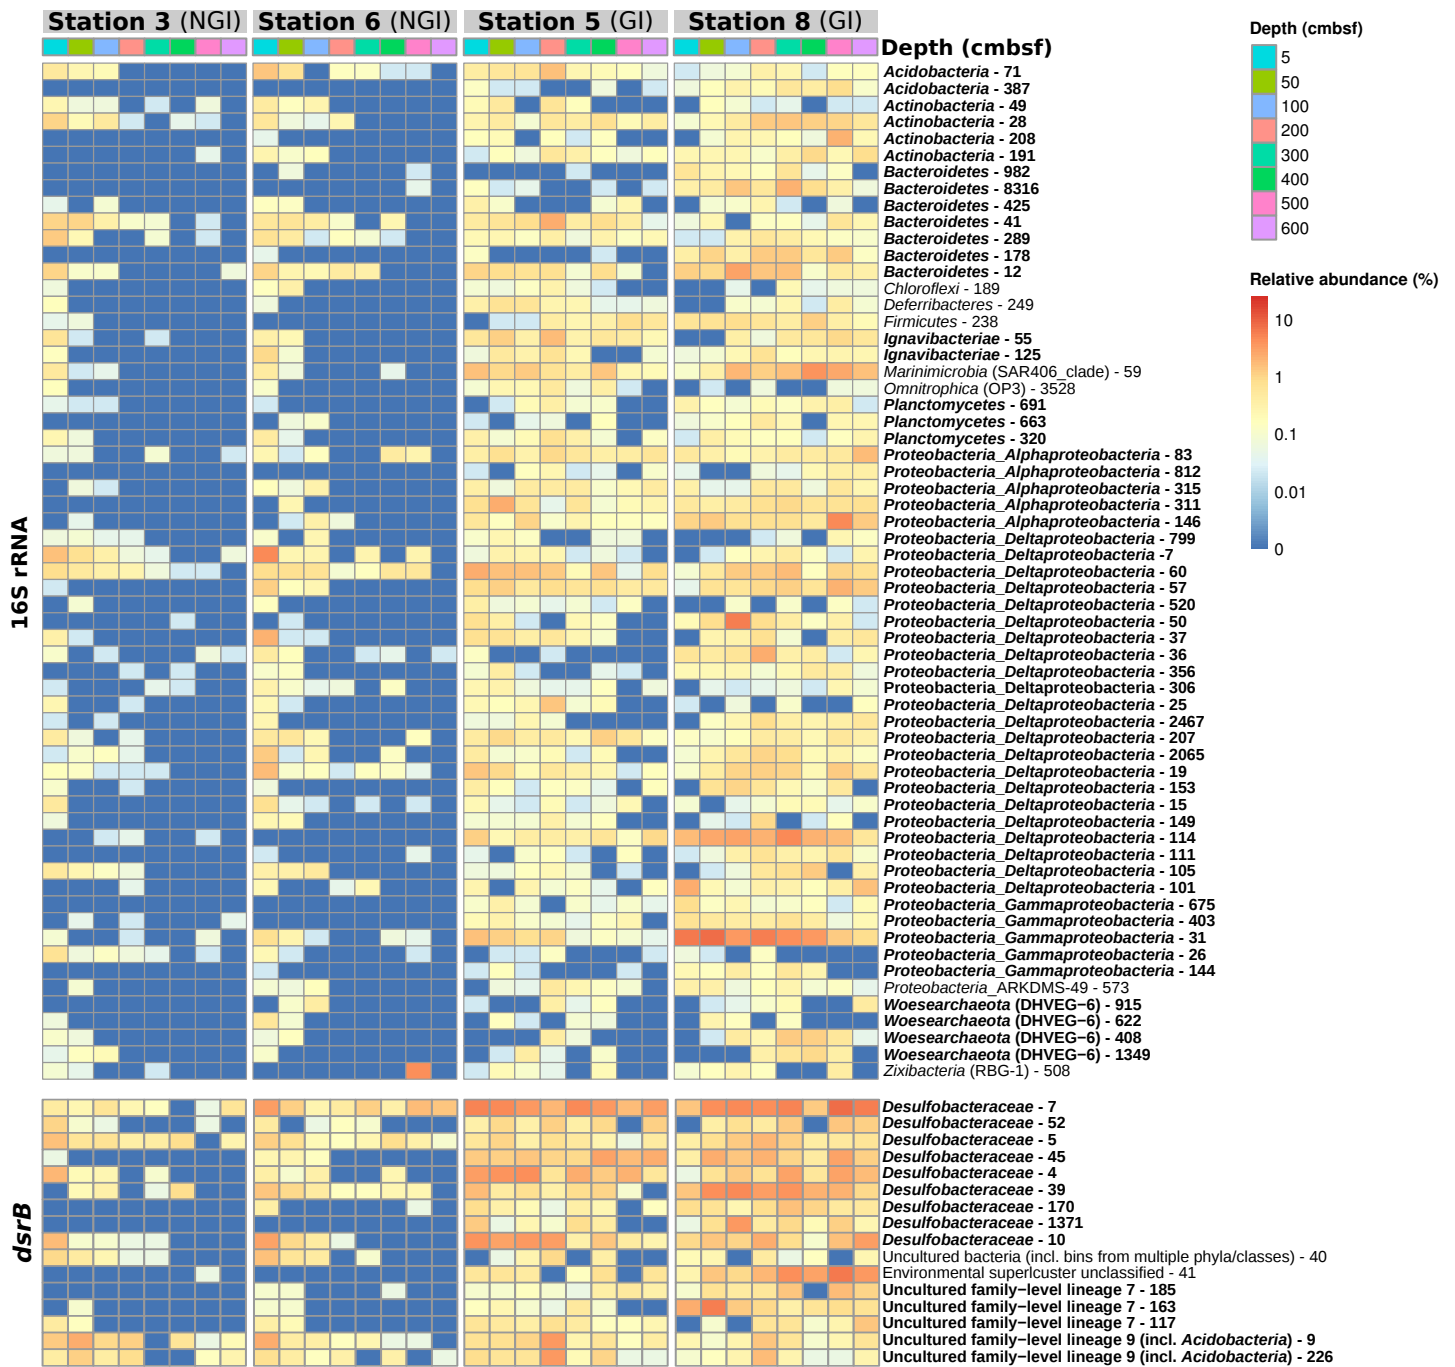 Station 3 (NGI)
Station 6 (NGI)
Station 5 (GI)
Station 8 (GI)
Depth (cmbsf)
Acidobacteria - 71
Acidobacteria - 387
Actinobacteria - 49
Actinobacteria - 28
Actinobacteria - 208
Actinobacteria - 191
Bacteroidetes - 982
Bacteroidetes - 8316
Bacteroidetes - 425
Bacteroidetes - 41
Bacteroidetes - 289
Bacteroidetes - 178
Bacteroidetes - 12
Chloroflexi - 189
Deferribacteres - 249
Firmicutes - 238
Ignavibacteriae - 55
Ignavibacteriae - 125
Marinimicrobia (SAR406_clade) - 59
Omnitrophica (OP3) - 3528
Planctomycetes - 691
Planctomycetes - 663
Planctomycetes - 320
Proteobacteria_Alphaproteobacteria - 83
Proteobacteria_Alphaproteobacteria - 812
Proteobacteria_Alphaproteobacteria - 315
Proteobacteria_Alphaproteobacteria - 311
Proteobacteria_Alphaproteobacteria - 146
Proteobacteria_Deltaproteobacteria - 799
Proteobacteria_Deltaproteobacteria -7
Proteobacteria_Deltaproteobacteria - 60
Proteobacteria_Deltaproteobacteria - 57
Proteobacteria_Deltaproteobacteria - 520
Proteobacteria_Deltaproteobacteria - 50
Proteobacteria_Deltaproteobacteria - 37
Proteobacteria_Deltaproteobacteria - 36
Proteobacteria_Deltaproteobacteria - 356
Proteobacteria_Deltaproteobacteria - 306
Proteobacteria_Deltaproteobacteria - 25
Proteobacteria_Deltaproteobacteria - 2467
Proteobacteria_Deltaproteobacteria - 207
Proteobacteria_Deltaproteobacteria - 2065
Proteobacteria_Deltaproteobacteria - 19
Proteobacteria_Deltaproteobacteria - 153
Proteobacteria_Deltaproteobacteria - 15
Proteobacteria_Deltaproteobacteria - 149
Proteobacteria_Deltaproteobacteria - 114
Proteobacteria_Deltaproteobacteria - 111
Proteobacteria_Deltaproteobacteria - 105
Proteobacteria_Deltaproteobacteria - 101
Proteobacteria_Gammaproteobacteria - 675
Proteobacteria_Gammaproteobacteria - 403
Proteobacteria_Gammaproteobacteria - 31
Proteobacteria_Gammaproteobacteria - 26
Proteobacteria_Gammaproteobacteria - 144
Proteobacteria_ARKDMS-49 - 573
Woesearchaeota (DHVEG−6) - 915
Woesearchaeota (DHVEG−6) - 622
Woesearchaeota (DHVEG−6) - 408
Woesearchaeota (DHVEG−6) - 1349
Zixibacteria (RBG-1) - 508
16S rRNA
Desulfobacteraceae - 7
Desulfobacteraceae - 52
Desulfobacteraceae - 5
Desulfobacteraceae - 45
Desulfobacteraceae - 4
Desulfobacteraceae - 39
Desulfobacteraceae - 170
Desulfobacteraceae - 1371
Desulfobacteraceae - 10
Uncultured bacteria (incl. bins from multiple phyla/classes) - 40
Environmental superlcuster unclassified - 41
Uncultured family−level lineage 7 - 185
Uncultured family−level lineage 7 - 163
Uncultured family−level lineage 7 - 117
Uncultured family−level lineage 9 (incl. Acidobacteria) - 9
Uncultured family−level lineage 9 (incl. Acidobacteria) - 226
dsrB
Depth (cmbsf)
5
50
100
200
300
400
500
600
Relative abundance (%)
10
1
0.1
0.01
0